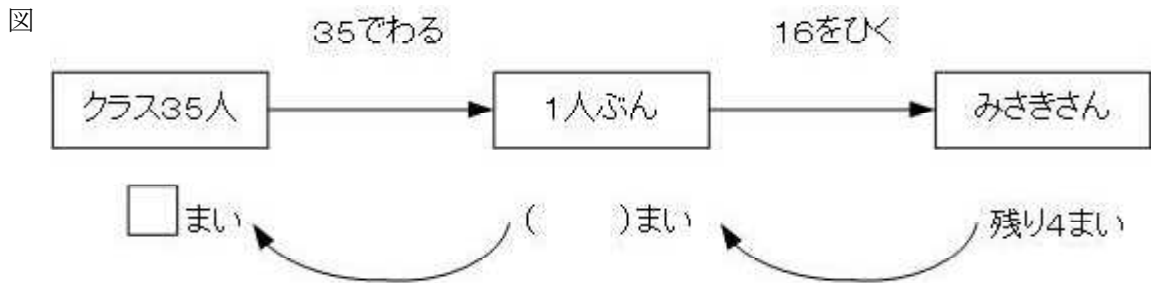 図
35でわる 16をひく
クラス35人 1人ぶん みさきさん
□まい ( )まい 残り4まい